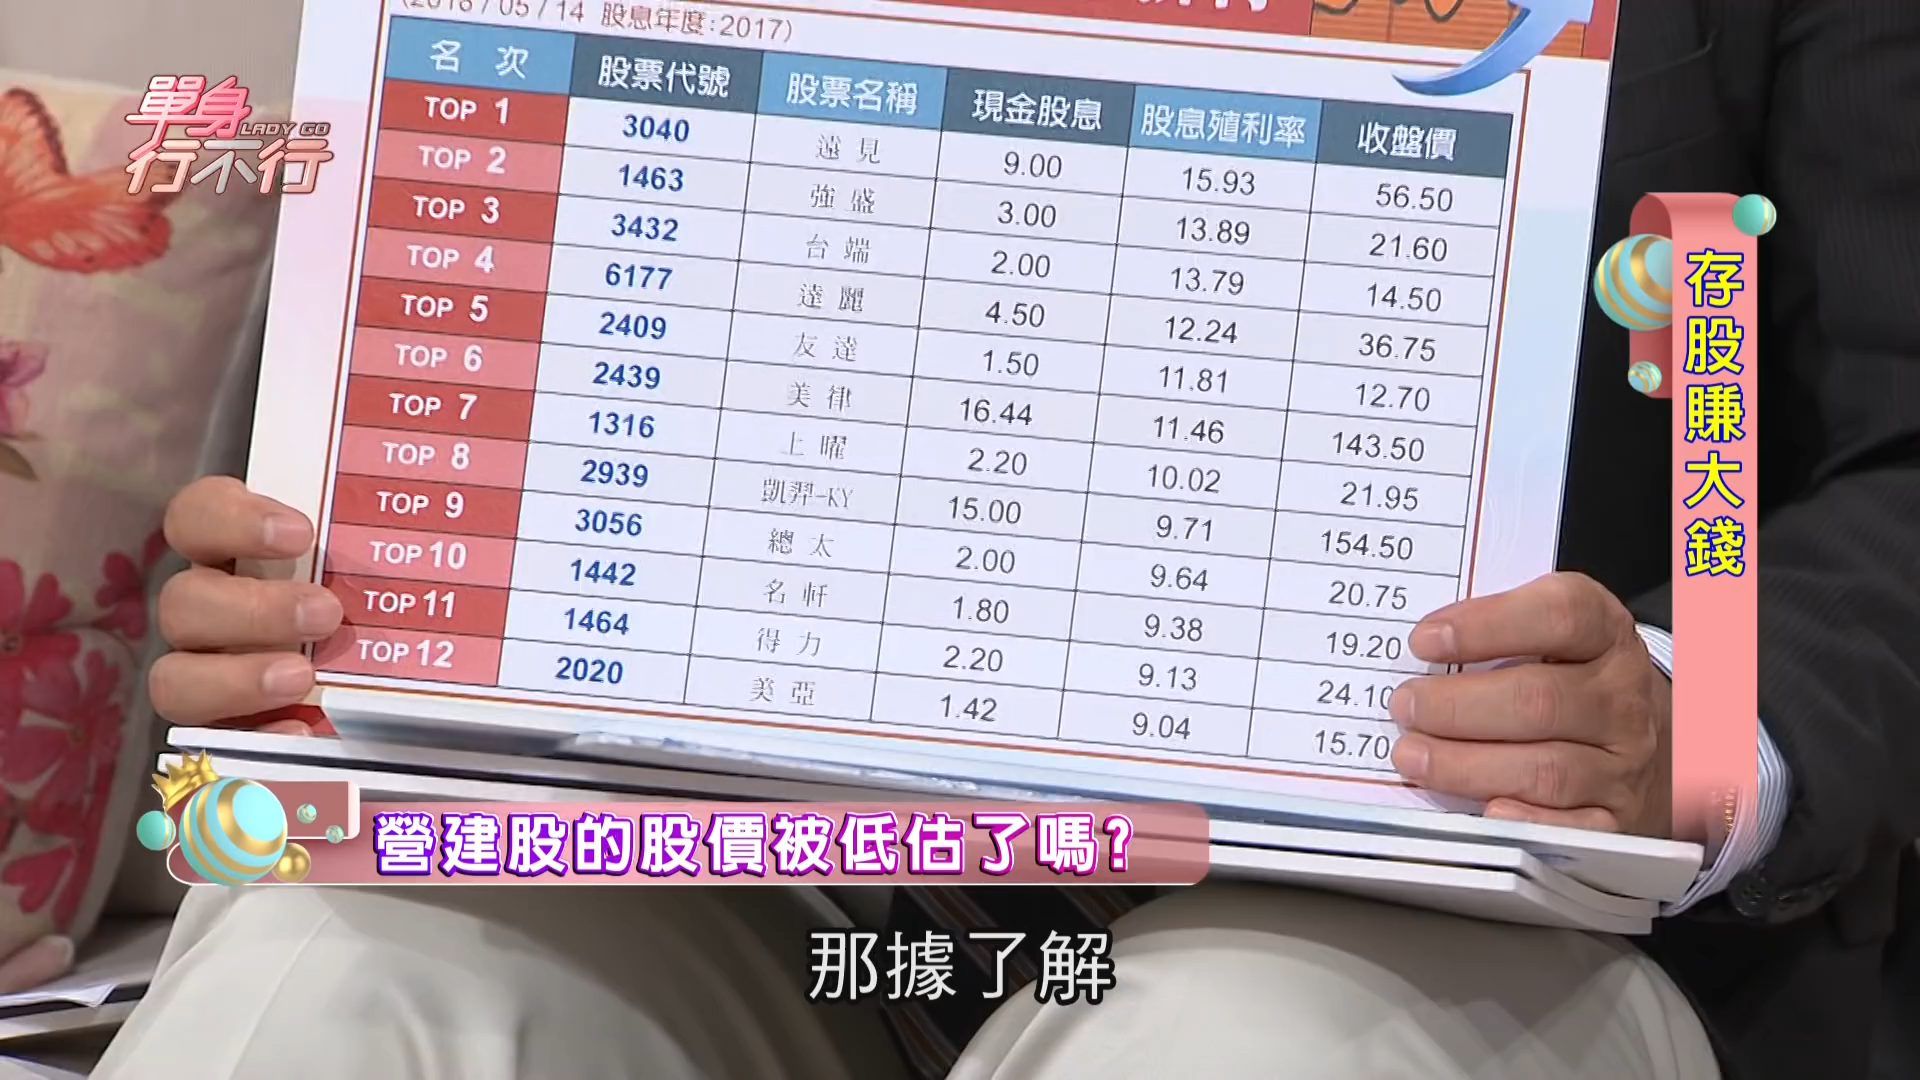 (2018/05/14 股息年度:2017)
名 次 股票代號 股票名稱 現金股息 股息殖利率 收盤價
TOP 1 3040 遠見 9.00 15.93 56.50
TOP 2 1463 強盛 3.00 13.89 21.60
TOP 3 3432 台端 2.00 13.79 14.50
TOP 4 6177 達麗 4.50 12.24 36.75
TOP 5 2409 友達 1.50 11.81 12.70
TOP 6 2439 美律 16.44 11.46 143.50
TOP 7 1316 上曜 2.20 10.02 21.95
TOP 8 2939 凱羿-KY 15.00 9.71 154.50
TOP 9 3056 總太 2.00 9.64 20.75
TOP 10 1442 名軒 1.80 9.38 19.20
TOP 11 1464 得力 2.20 9.13 24.10
TOP 12 2020 美亞 1.42 9.04 15.70
單身
LADY GO
行不行
存股賺大錢
營建股的股價被低估了嗎?
那據了解